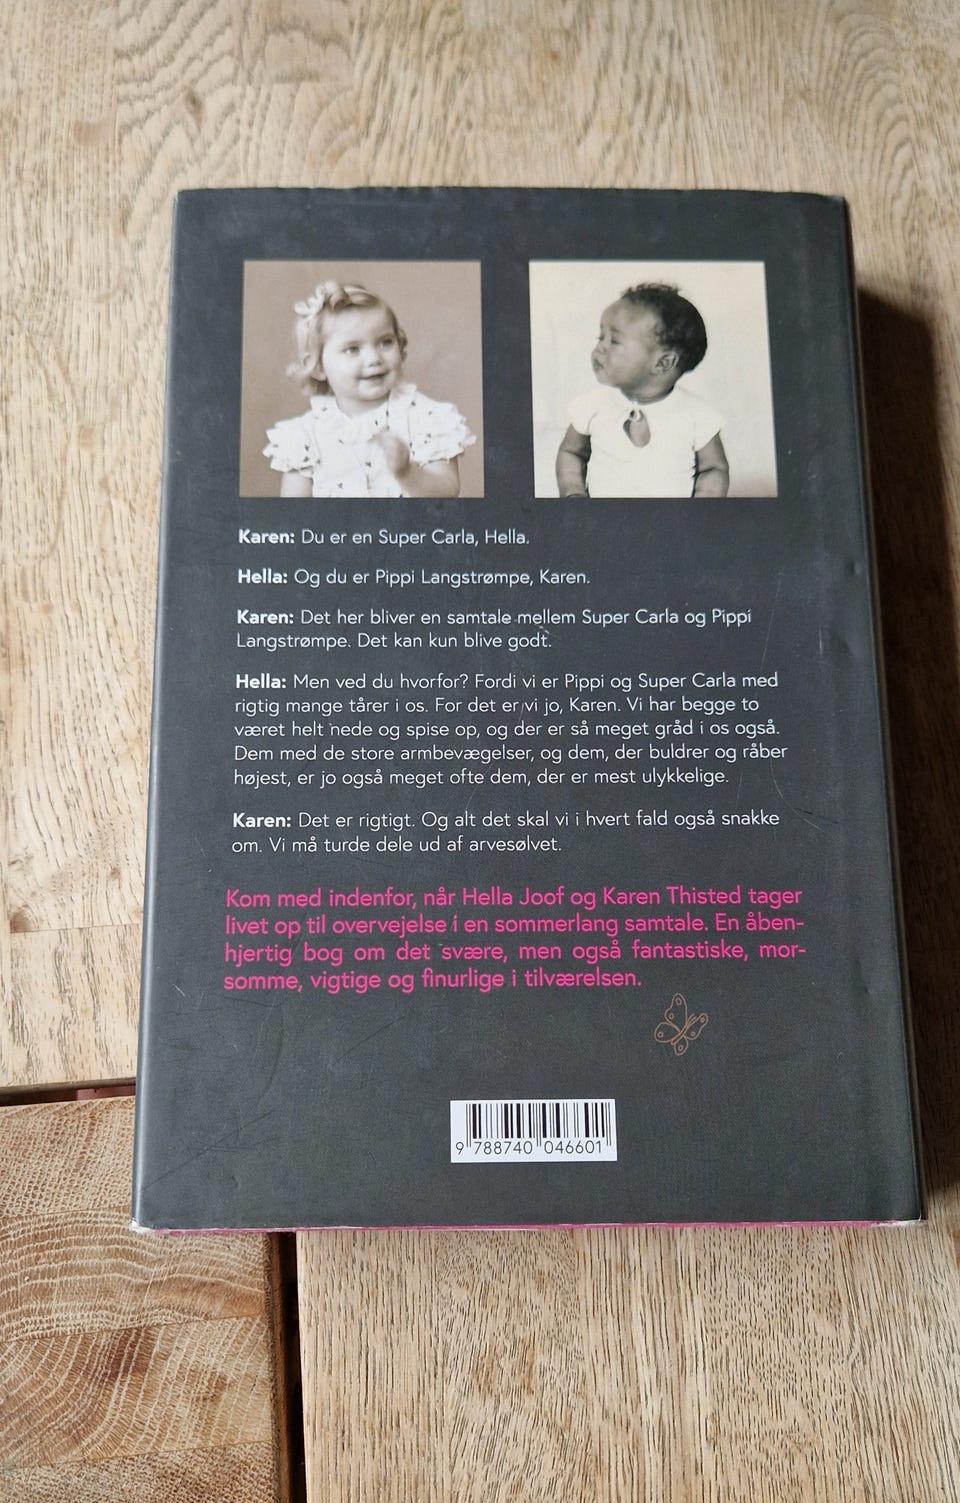 Karen: Du er en Super Carla, Hella.
Hella: Og du er Pippi Langstrømpe, Karen.
Karen: Det her bliver en samtale mellem Super Carla og Pippi
Langstrømpe. Det kan kun blive godt.
Hella: Men ved du hvorfor? Fordi vi er Pippi og Super Carla med
rigtig mange tårer i os. For det er vi jo, Karen. Vi har begge to
været helt nede og spise op, og der er så meget gråd i os også.
Dem med de store armbevægelser, og dem, der buldrer og råber
højest, er jo også meget ofte dem, der er mest ulykkelige.
Karen: Det er rigtigt. Og alt det skal vi i hvert fald også snakke
om. Vi må turde dele ud af arvesølvet.
Kom med indenfor, når Hella Joof og Karen Thisted tager
livet op til overvejelse i en sommerlang samtale. En åben-
hjertig bog om det svære, men også fantastiske, mor-
somme, vigtige og finurlige i tilværelsen.
9 788740 046601